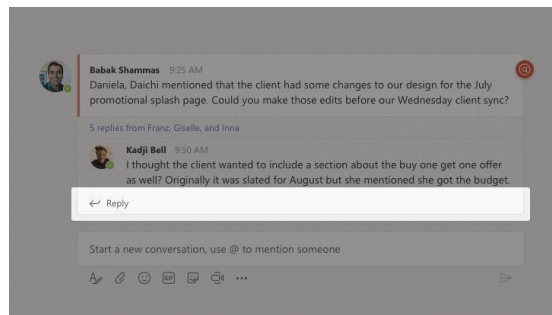 Babak Shammas 9:25 AM
Daniela, Daichi mentioned that the client had some changes to our design for the July
promotional splash page. Could you make those edits before our Wednesday client sync?
5 replies from Franz, Giselle, and Inna
Kadji Bell 9:50 AM
I thought the client wanted to include a section about the buy one get one offer
as well? Originally it was slated for August but she mentioned she got the budget.
Reply
Start a new conversation, use @ to mention someone
GIF